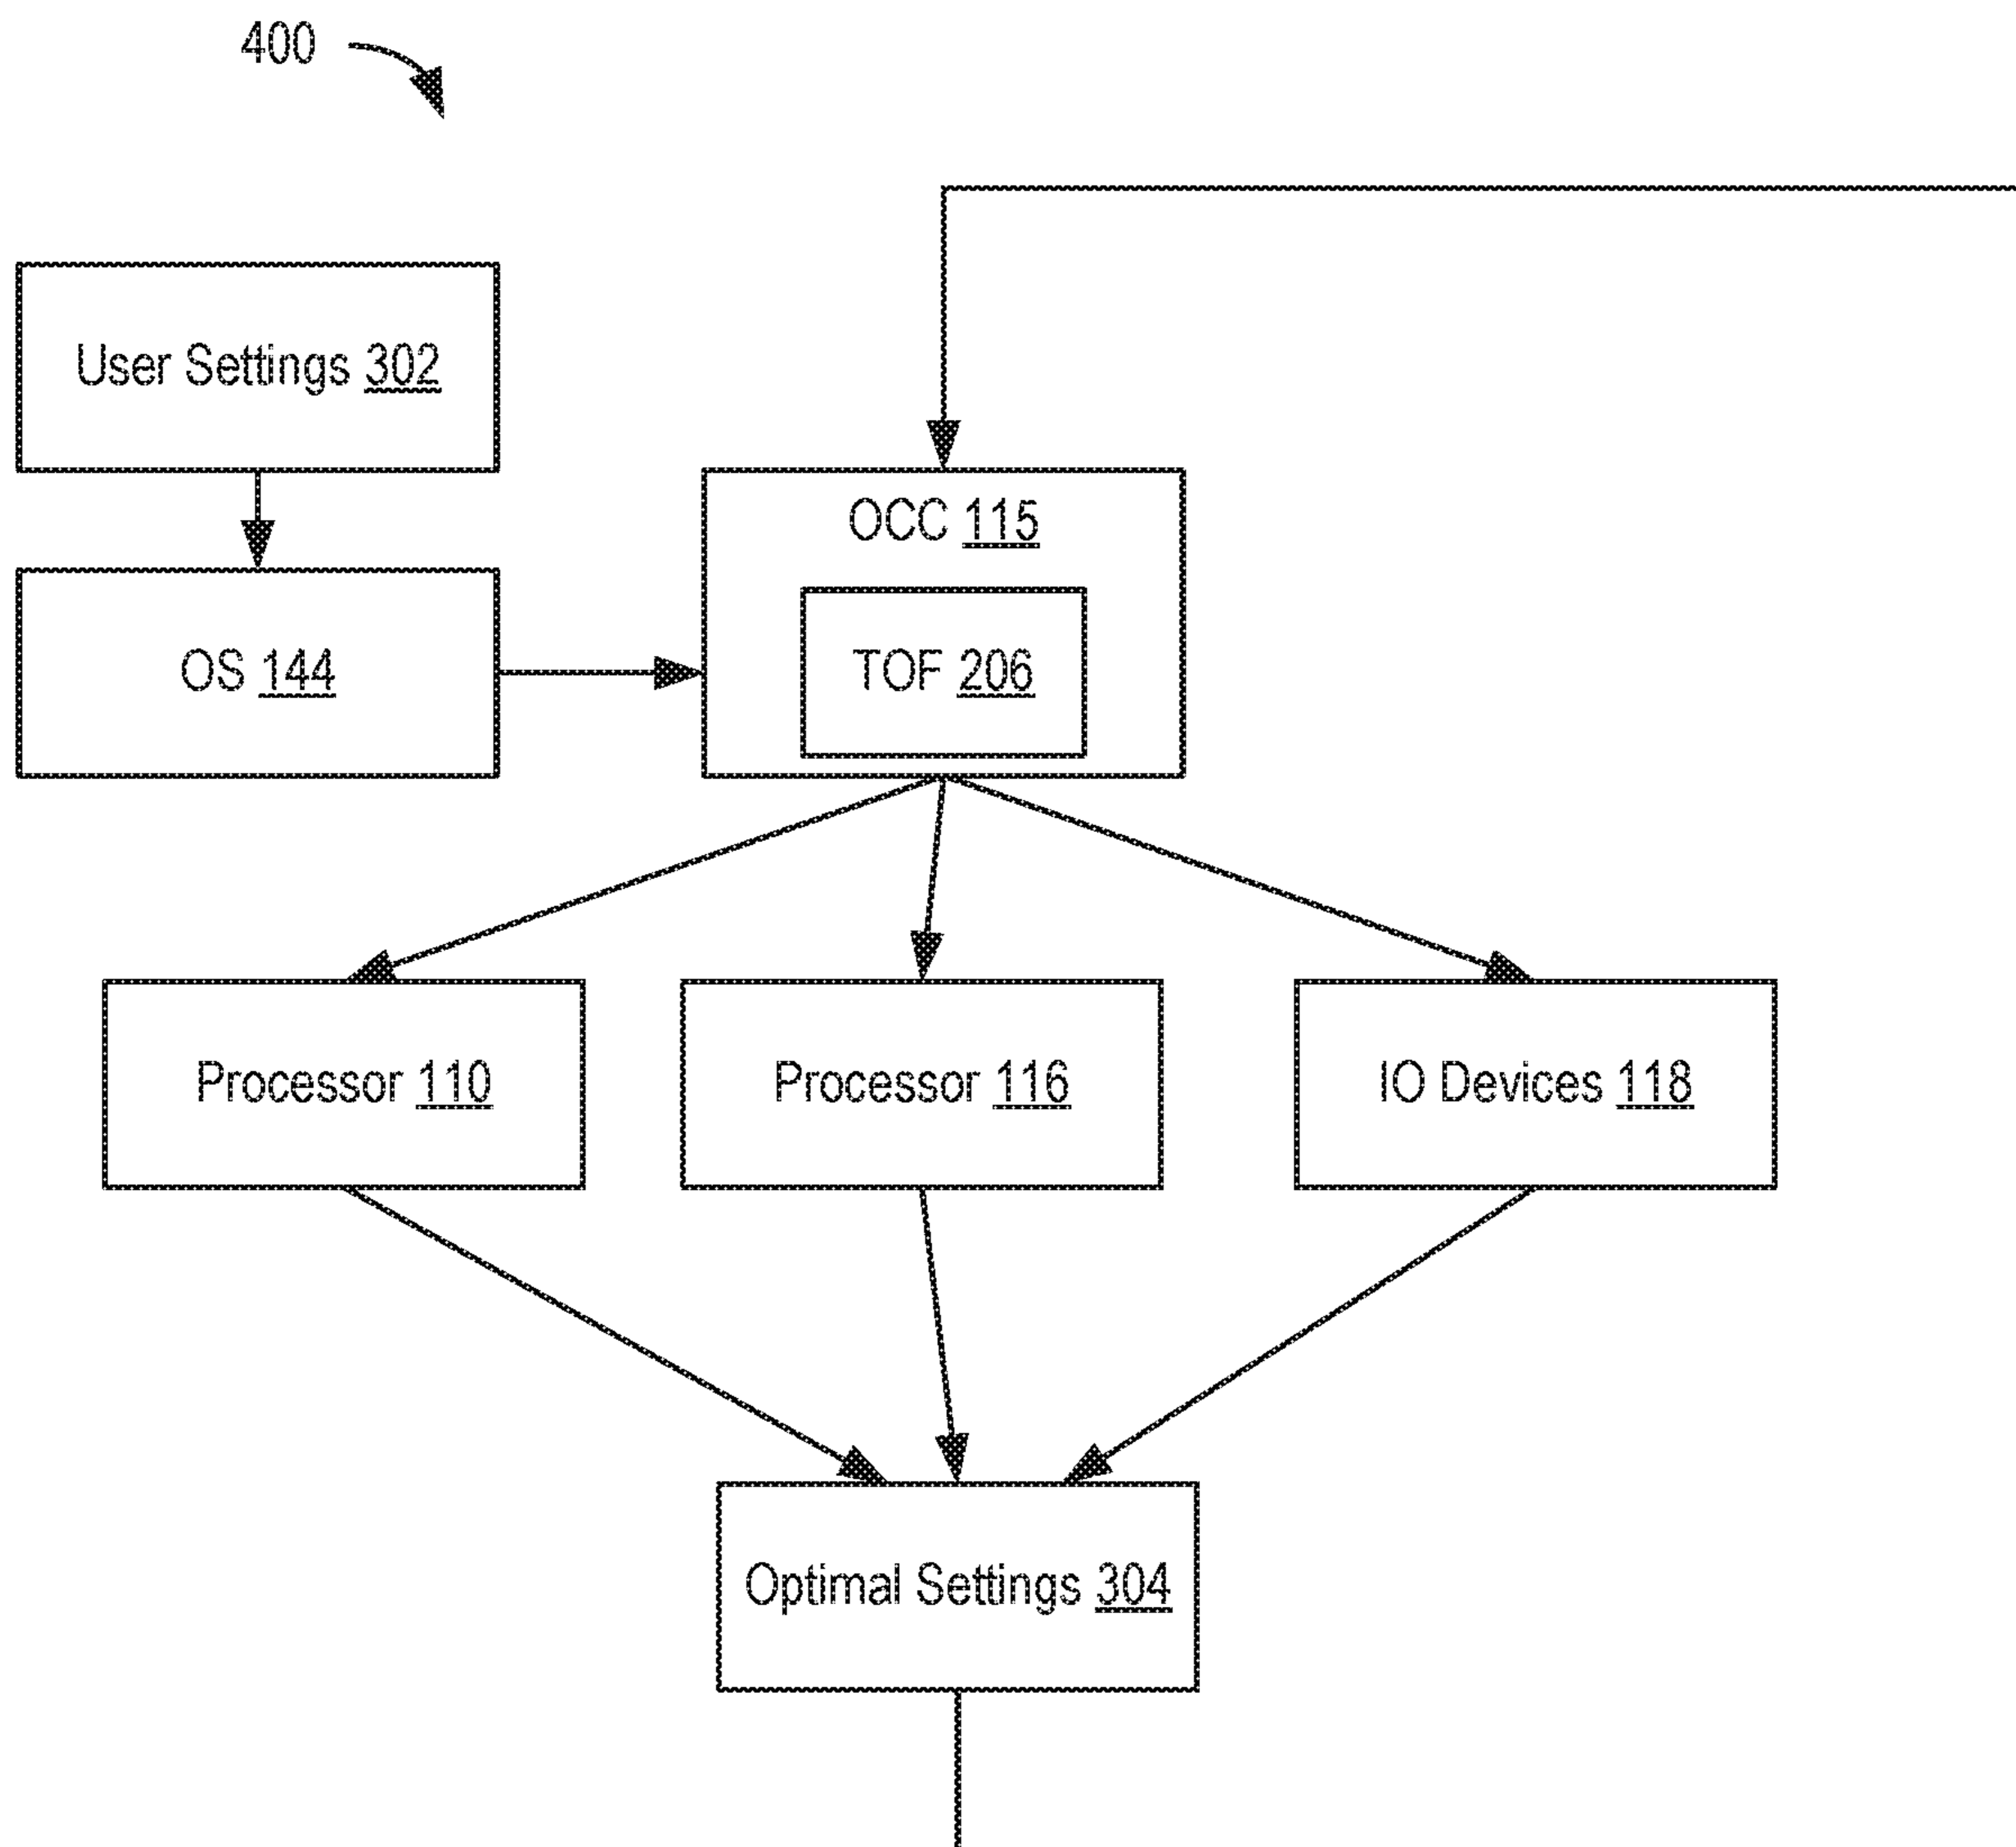 400
User Settings 302
OCC 115
OS 144
TOF 206
Processor 110
Processor 116
IO Devices 118
Optimal Settings 304